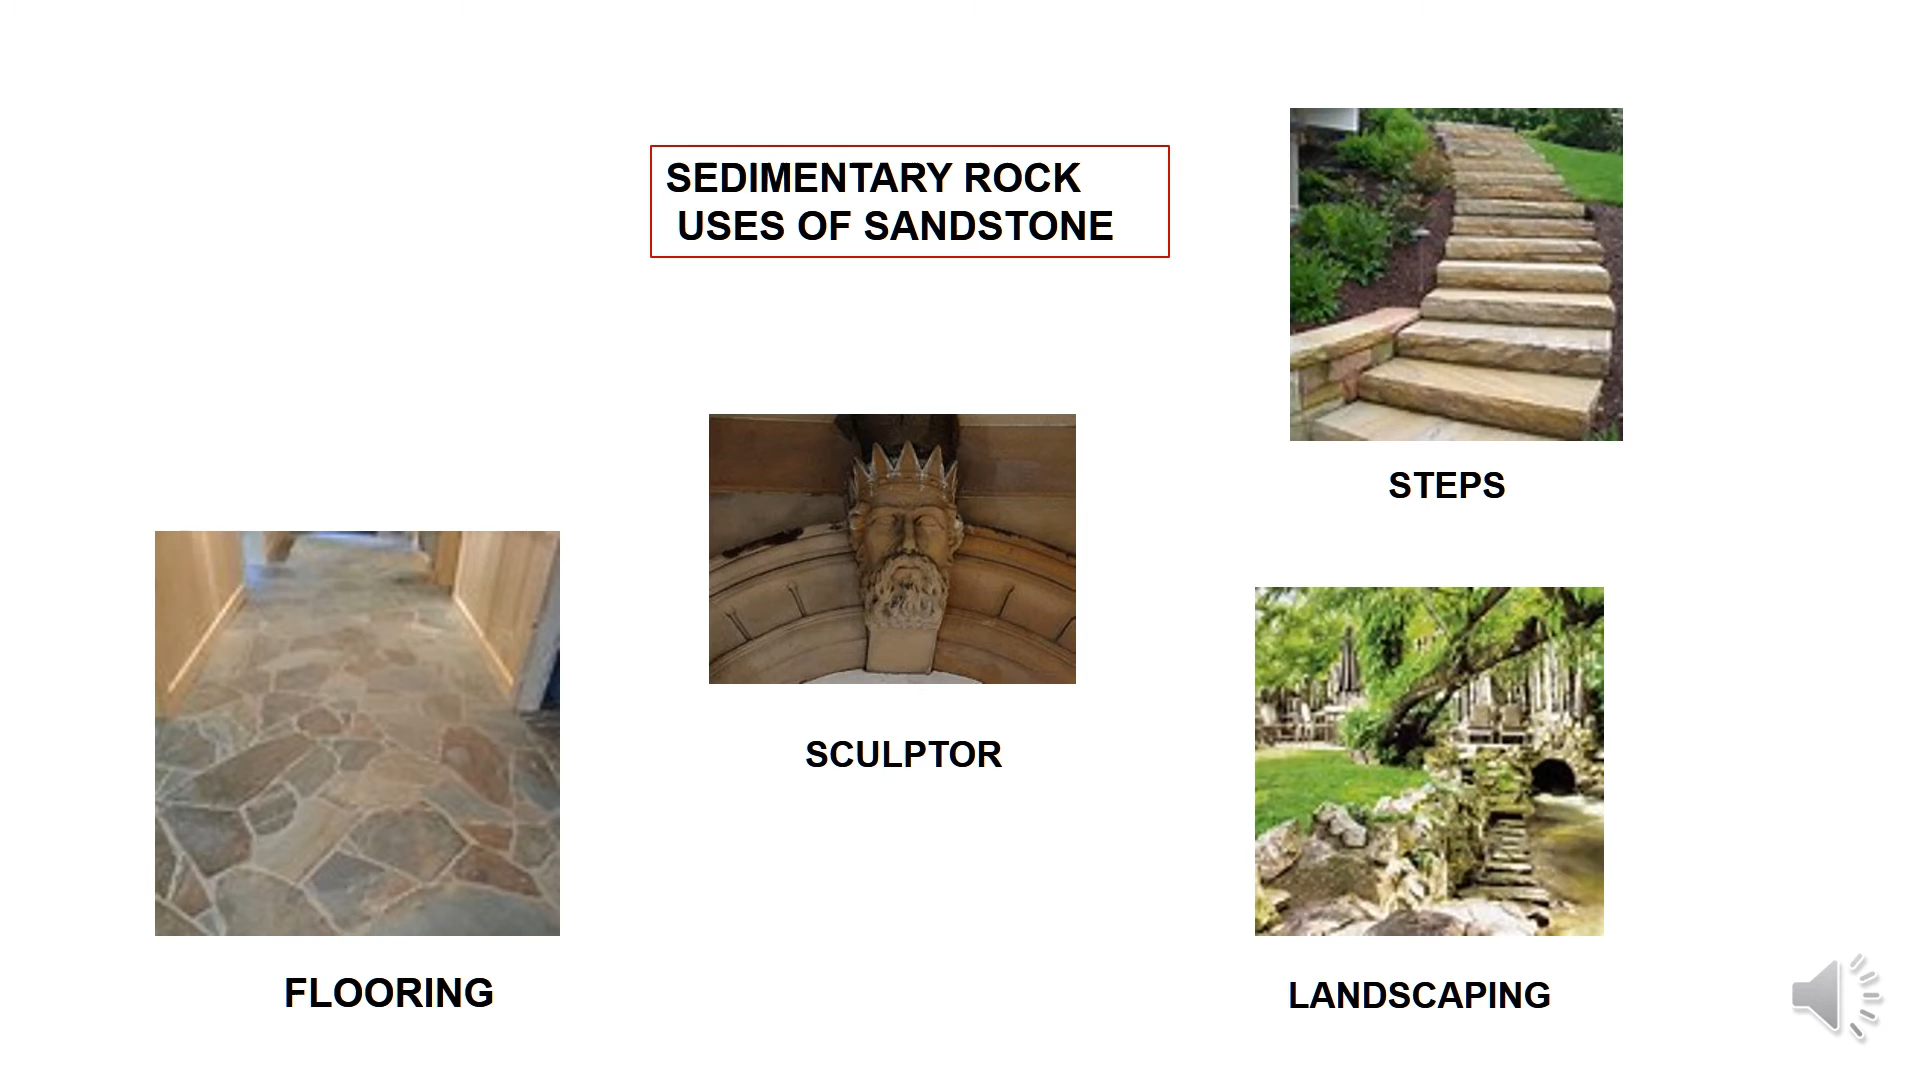 SEDIMENTARY ROCK
USES OF SANDSTONE
STEPS
SCULPTOR
FLOORING
LANDSCAPING